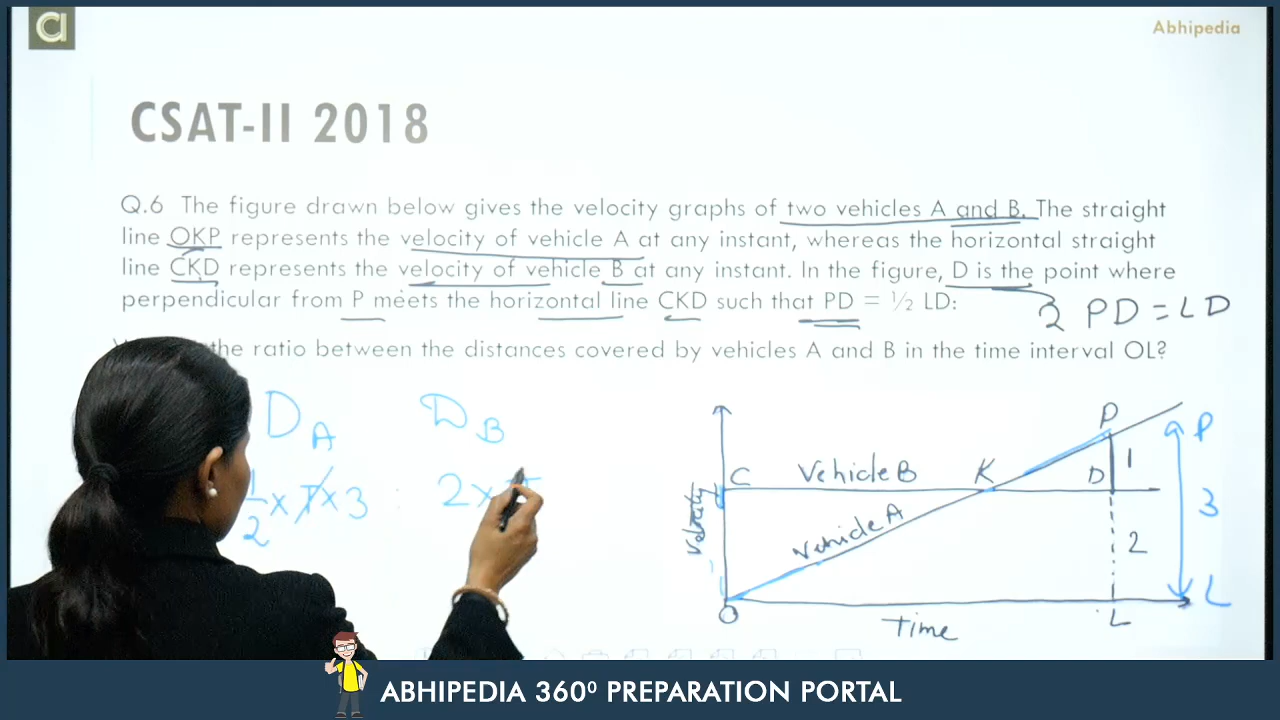 a
Abhipedia
CSAT-II 2018
Q.6 The figure drawn below gives the velocity graphs of two vehicles A and B. The straight
line OKP represents the velocity of vehicle A at any instant, whereas the horizontal straight
line CKD represents the velocity of vehicle B at any instant. In the figure, D is the point where
perpendicular from P meets the horizontal line CKD such that PD = ½ LD:
2 PD = LD
the ratio between the distances covered by vehicles A and B in the time interval OL?
D A
D B
1/2 x T x 3 : 2 x
Velocity
C Vehicle B K D
P
1
P
Vehicle A
2
3
O
L
L
Time
ABHIPEDIA 360⁰ PREPARATION PORTAL